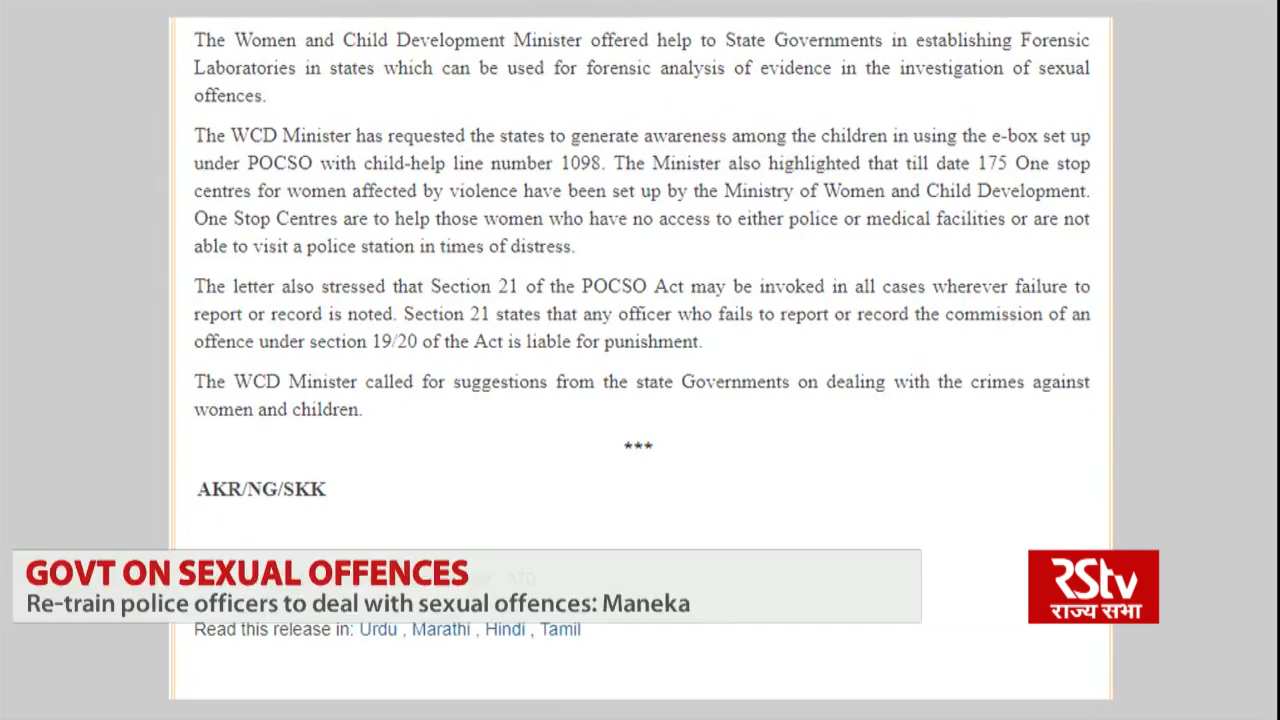 The Women and Child Development Minister offered help to State Governments in establishing Forensic
Laboratories in states which can be used for forensic analysis of evidence in the investigation of sexual
offences.
The WCD Minister has requested the states to generate awareness among the children in using the e-box set up
under POCSO with child-help line number 1098. The Minister also highlighted that till date 175 One stop
centres for women affected by violence have been set up by the Ministry of Women and Child Development.
One Stop Centres are to help those women who have no access to either police or medical facilities or are not
able to visit a police station in times of distress.
The letter also stressed that Section 21 of the POCSO Act may be invoked in all cases wherever failure to
report or record is noted. Section 21 states that any officer who fails to report or record the commission of an
offence under section 19/20 of the Act is liable for punishment.
The WCD Minister called for suggestions from the state Governments on dealing with the crimes against
women and children.
***
AKR/NG/SKK
GOVT ON SEXUAL OFFENCES
Re-train police officers to deal with sexual offences: Maneka
RStv
राज्य सभा
Read this release in: Urdu , Marathi , Hindi , Tamil